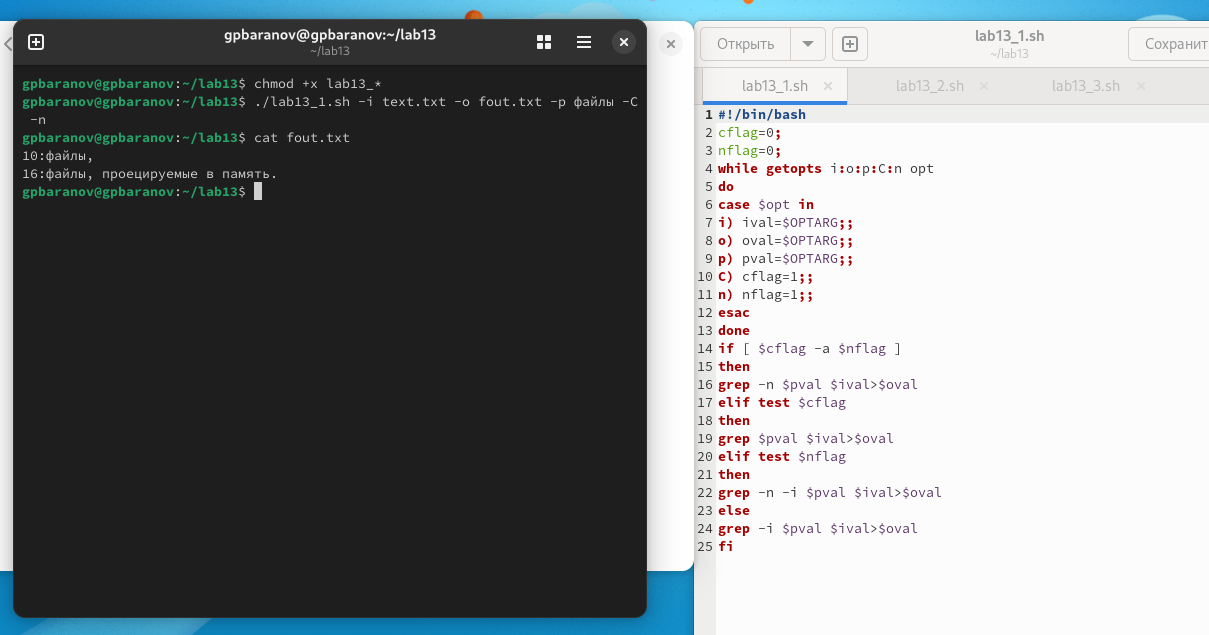 gpbaranov@gpbaranov:~/lab13
~/lab13
gpbaranov@gpbaranov:~/lab13$ chmod +x lab13_*
gpbaranov@gpbaranov:~/lab13$ ./lab13_1.sh -i text.txt -o fout.txt -p файлы -C
-n
gpbaranov@gpbaranov:~/lab13$ cat fout.txt
10:файлы,
16:файлы, проецируемые в память.
gpbaranov@gpbaranov:~/lab13$
Открыть
lab13_1.sh
~/lab13
Сохранит
lab13_1.sh
lab13_2.sh
lab13_3.sh
1 #!/bin/bash
2 cflag=0;
3 nflag=0;
4 while getopts i:o:p:C:n opt
5 do
6 case $opt in
7 i) ival=$OPTARG;;
8 o) oval=$OPTARG;;
9 p) pval=$OPTARG;;
10 C) cflag=1;;
11 n) nflag=1;;
12 esac
13 done
14 if [ $cflag -a $nflag ]
15 then
16 grep -n $pval $ival>$oval
17 elif test $cflag
18 then
19 grep $pval $ival>$oval
20 elif test $nflag
21 then
22 grep -n -i $pval $ival>$oval
23 else
24 grep -i $pval $ival>$oval
25 fi